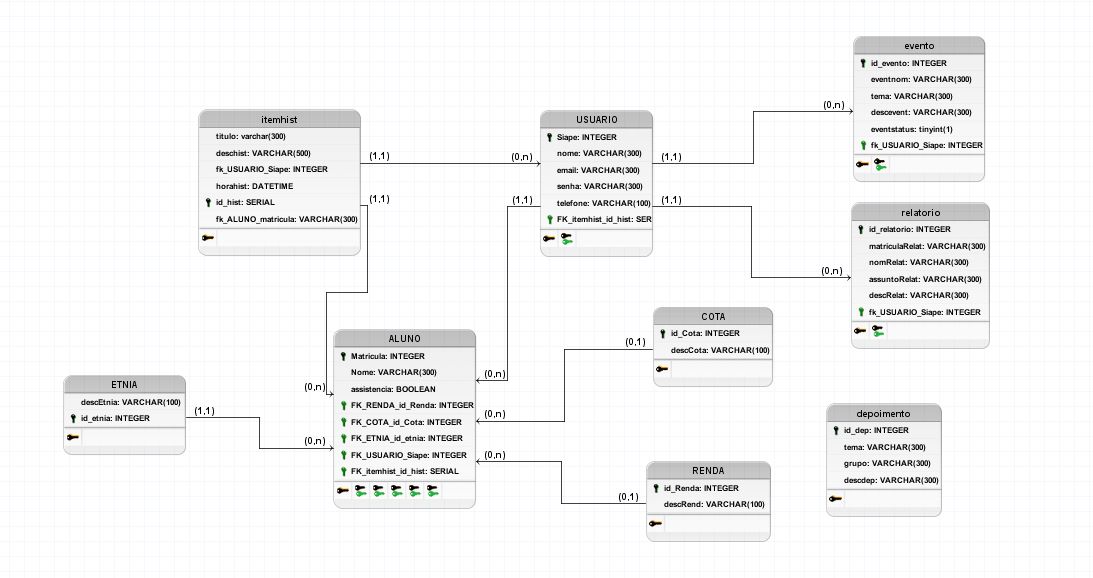 evento
id_evento: INTEGER
eventnom: VARCHAR(300)
tema: VARCHAR(300)
descevent: VARCHAR(300)
eventstatus: tinyint(1)
fk_USUARIO_Siape: INTEGER
itemhist
titulo: varchar(300)
deschist: VARCHAR(500)
fk_USUARIO_Siape: INTEGER
horahist: DATETIME
id_hist: SERIAL
fk_ALUNO_matricula: VARCHAR(300)
(1,1)
(0,n)
(1,1)
USUARIO
Siape: INTEGER
nome: VARCHAR(300)
email: VARCHAR(300)
senha: VARCHAR(300)
telefone: VARCHAR(100)
FK_itemhist_id_hist: SER
(1,1)
(0,n)
(1,1)
(1,1)
(0,n)
relatorio
id_relatorio: INTEGER
matriculaRelat: VARCHAR(300)
nomRelat: VARCHAR(300)
assuntoRelat: VARCHAR(300)
descRelat: VARCHAR(300)
fk_USUARIO_Siape: INTEGER
COTA
id_Cota: INTEGER
descCota: VARCHAR(100)
(0,1)
ALUNO
Matricula: INTEGER
Nome: VARCHAR(300)
assistencia: BOOLEAN
FK_RENDA_id_Renda: INTEGER
FK_COTA_id_Cota: INTEGER
FK_ETNIA_id_etnia: INTEGER
FK_USUARIO_Siape: INTEGER
FK_itemhist_id_hist: SERIAL
(0,n)
(0,n)
(0,n)
(0,n)
(0,n)
ETNIA
descEtnia: VARCHAR(100)
id_etnia: INTEGER
(1,1)
depoimento
id_dep: INTEGER
tema: VARCHAR(300)
grupo: VARCHAR(300)
descdep: VARCHAR(300)
RENDA
id_Renda: INTEGER
descRend: VARCHAR(100)
(0,1)